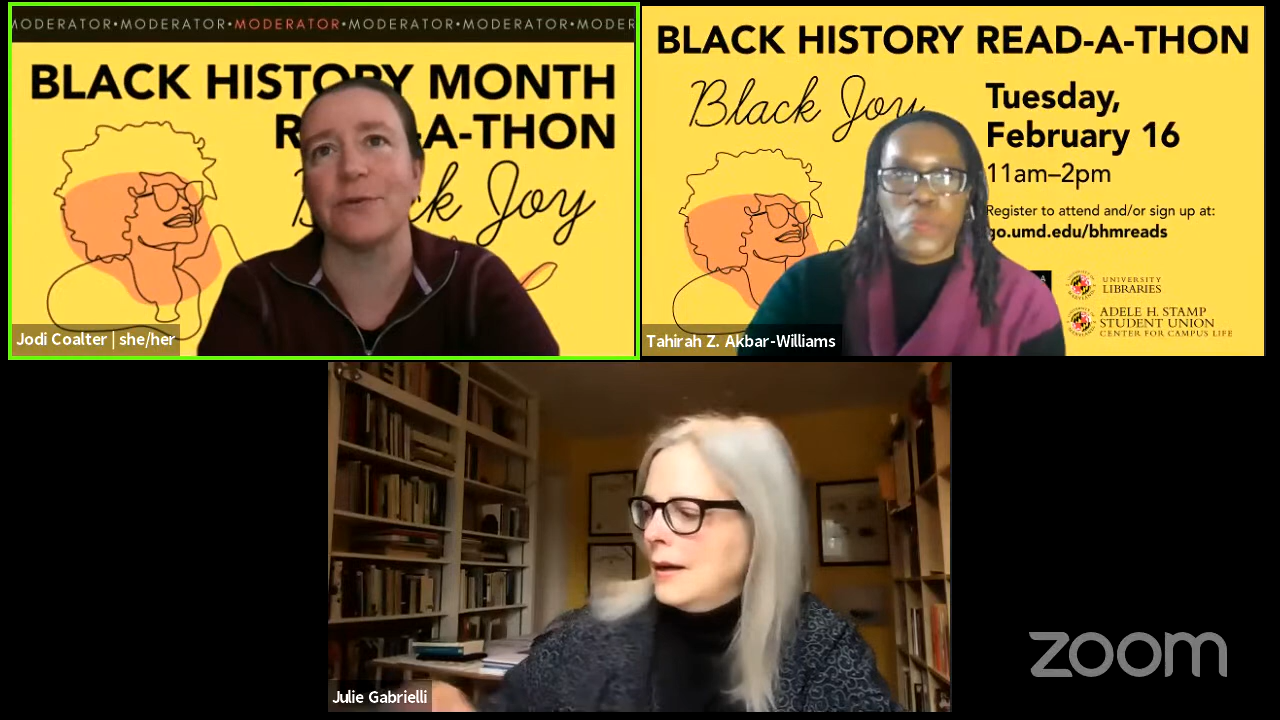 MODERATOR•MODERATOR•MODERATOR•MODERATOR•MODERATOR•MODER
BLACK HISTORY MONTH
R -A-THON
Black Joy
Jodi Coalter | she/her
BLACK HISTORY READ-A-THON
Black Joy
Tuesday,
February 16
11am–2pm
Register to attend and/or sign up at:
go.umd.edu/bhmreads
UNIVERSITY
LIBRARIES
ADELE H. STAMP
STUDENT UNION
CENTER FOR CAMPUS LIFE
Tahirah Z. Akbar-Williams
Julie Gabrielli
zoom